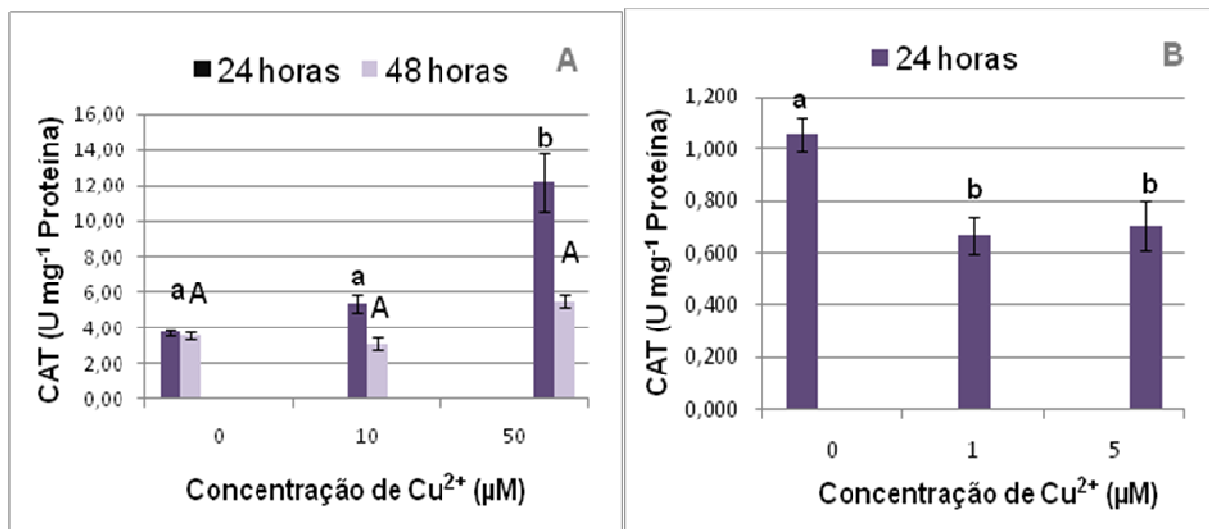 24 horas 48 horas A
CAT (U mg⁻¹ Proteína)
16,00
14,00
12,00
10,00
8,00
6,00
4,00
2,00
0,00
a A
a
A
b
A
0 10 50
Concentração de Cu²⁺ (µM)
24 horas B
CAT (U mg⁻¹ Proteína)
1,200
1,000
0,800
0,600
0,400
0,200
0,000
a
b
b
0 1 5
Concentração de Cu²⁺ (µM)